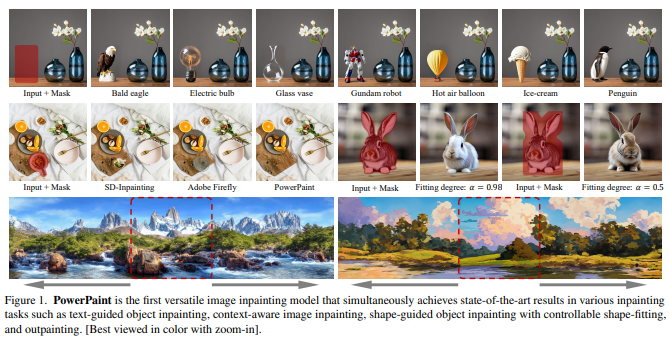 Input + Mask Bald eagle Electric bulb Glass vase Gundam robot Hot air balloon Ice-cream Penguin
Input + Mask SD-Inpainting Adobe Firefly PowerPaint Input + Mask Fitting degree: α = 0.98 Input + Mask Fitting degree: α = 0.5
Figure 1. PowerPaint is the first versatile image inpainting model that simultaneously achieves state-of-the-art results in various inpainting
tasks such as text-guided object inpainting, context-aware image inpainting, shape-guided object inpainting with controllable shape-fitting,
and outpainting. [Best viewed in color with zoom-in].